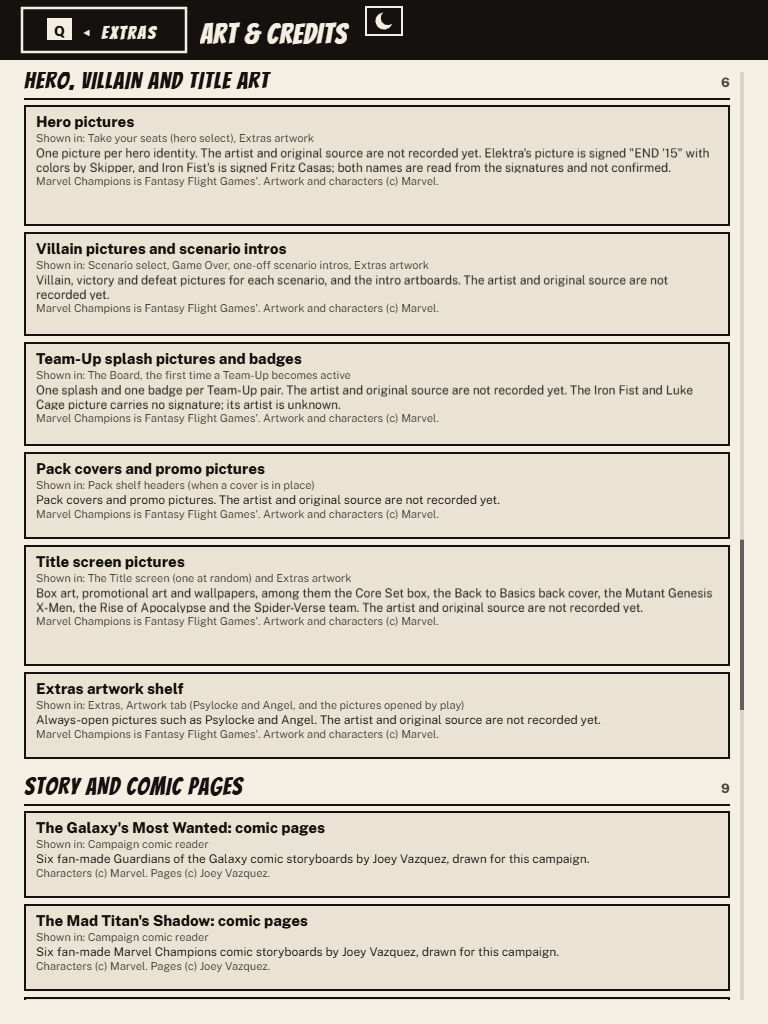 Q ◂ EXTRAS
ART & CREDITS
HERO, VILLAIN AND TITLE ART 6
Hero pictures
Shown in: Take your seats (hero select), Extras artwork
One picture per hero identity. The artist and original source are not recorded yet. Elektra's picture is signed "END '15" with
colors by Skipper, and Iron Fist's is signed Fritz Casas; both names are read from the signatures and not confirmed.
Marvel Champions is Fantasy Flight Games'. Artwork and characters (c) Marvel.
Villain pictures and scenario intros
Shown in: Scenario select, Game Over, one-off scenario intros, Extras artwork
Villain, victory and defeat pictures for each scenario, and the intro artboards. The artist and original source are not
recorded yet.
Marvel Champions is Fantasy Flight Games'. Artwork and characters (c) Marvel.
Team-Up splash pictures and badges
Shown in: The Board, the first time a Team-Up becomes active
One splash and one badge per Team-Up pair. The artist and original source are not recorded yet. The Iron Fist and Luke
Cage picture carries no signature; its artist is unknown.
Marvel Champions is Fantasy Flight Games'. Artwork and characters (c) Marvel.
Pack covers and promo pictures
Shown in: Pack shelf headers (when a cover is in place)
Pack covers and promo pictures. The artist and original source are not recorded yet.
Marvel Champions is Fantasy Flight Games'. Artwork and characters (c) Marvel.
Title screen pictures
Shown in: The Title screen (one at random) and Extras artwork
Box art, promotional art and wallpapers, among them the Core Set box, the Back to Basics back cover, the Mutant Genesis
X-Men, the Rise of Apocalypse and the Spider-Verse team. The artist and original source are not recorded yet.
Marvel Champions is Fantasy Flight Games'. Artwork and characters (c) Marvel.
Extras artwork shelf
Shown in: Extras, Artwork tab (Psylocke and Angel, and the pictures opened by play)
Always-open pictures such as Psylocke and Angel. The artist and original source are not recorded yet.
Marvel Champions is Fantasy Flight Games'. Artwork and characters (c) Marvel.
STORY AND COMIC PAGES 9
The Galaxy's Most Wanted: comic pages
Shown in: Campaign comic reader
Six fan-made Guardians of the Galaxy comic storyboards by Joey Vazquez, drawn for this campaign.
Characters (c) Marvel. Pages (c) Joey Vazquez.
The Mad Titan's Shadow: comic pages
Shown in: Campaign comic reader
Six fan-made Marvel Champions comic storyboards by Joey Vazquez, drawn for this campaign.
Characters (c) Marvel. Pages (c) Joey Vazquez.